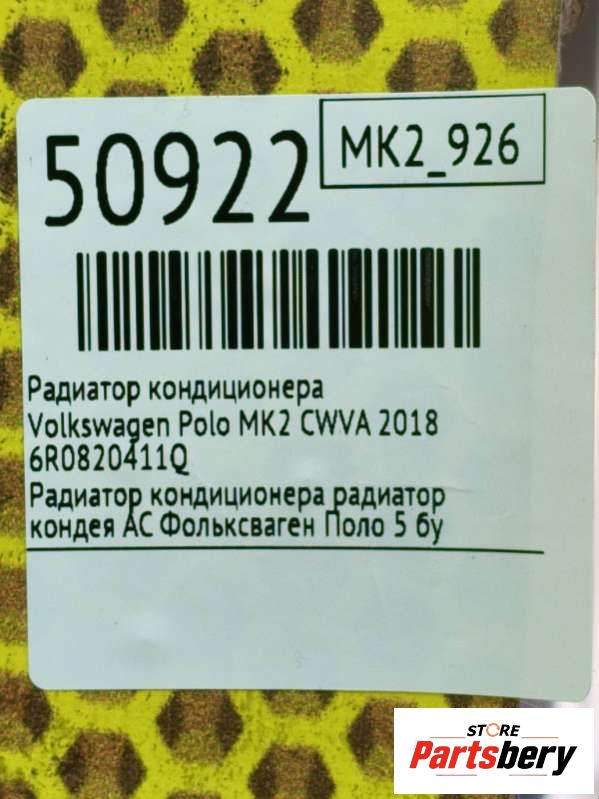 50922
MK2_926
Радиатор кондиционера
Volkswagen Polo MK2 CWVA 2018
6R0820411Q
Радиатор кондиционера радиатор
кондея АС Фольксваген Поло 5 бу
STORE
Partsbery